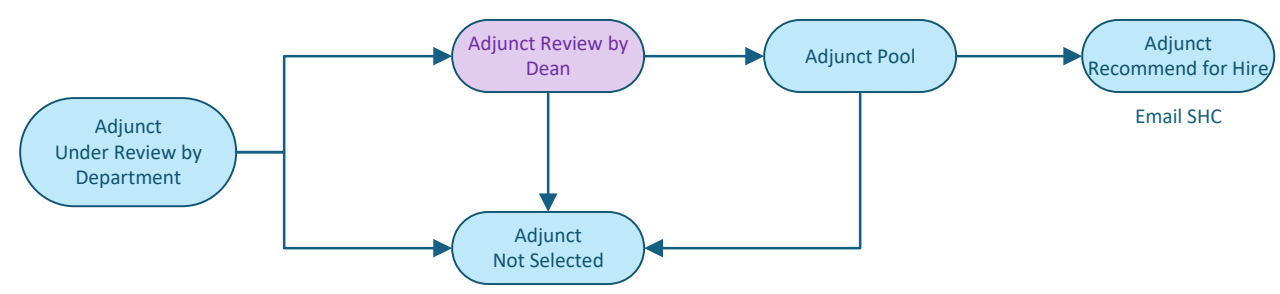 Adjunct Review by
Dean
Adjunct Pool
Adjunct
Recommend for Hire
Email SHC
Adjunct
Under Review by
Department
Adjunct
Not Selected